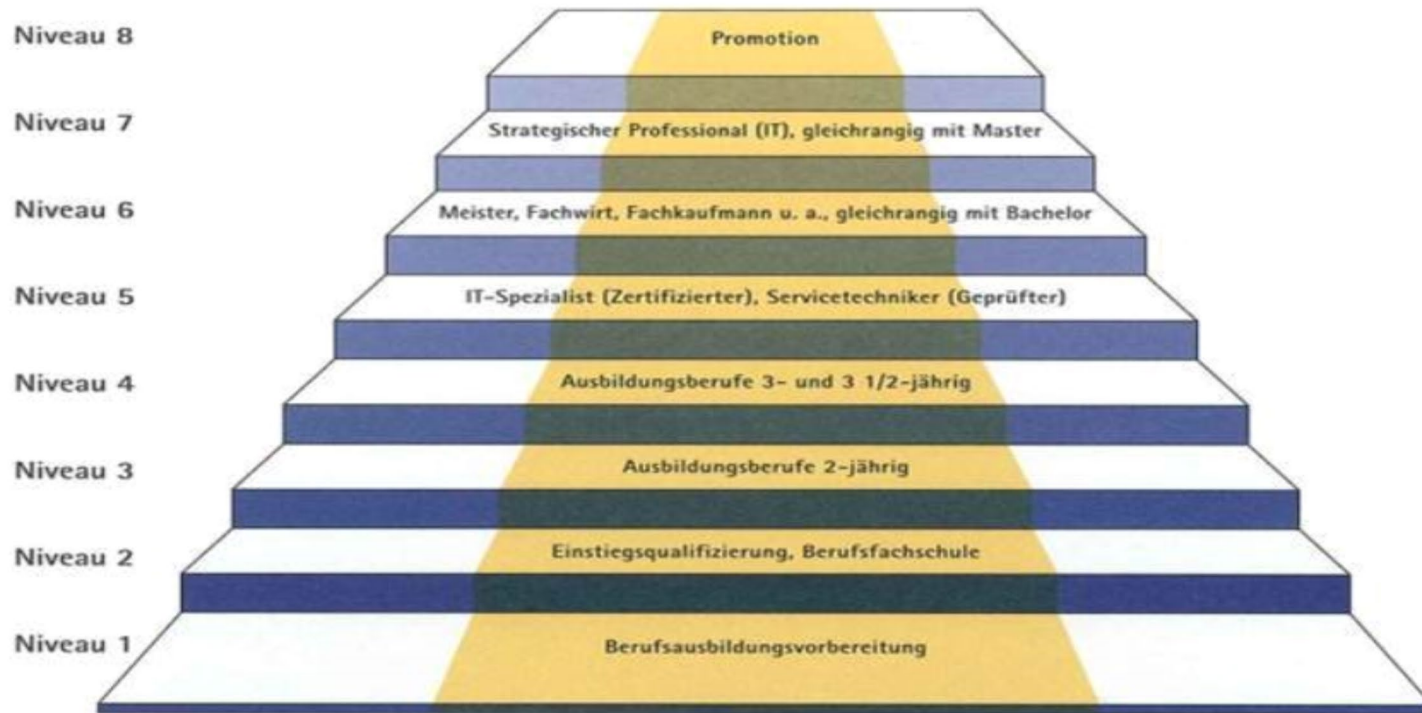 Niveau 8
Promotion
Niveau 7
Strategischer Professional (IT), gleichrangig mit Master
Niveau 6
Meister, Fachwirt, Fachkaufmann u. a., gleichrangig mit Bachelor
Niveau 5
IT-Spezialist (Zertifizierter), Servicetechniker (Geprüfter)
Niveau 4
Ausbildungsberufe 3- und 3 1/2-jährig
Niveau 3
Ausbildungsberufe 2-jährig
Niveau 2
Einstiegsqualifizierung, Berufsfachschule
Niveau 1
Berufsausbildungsvorbereitung